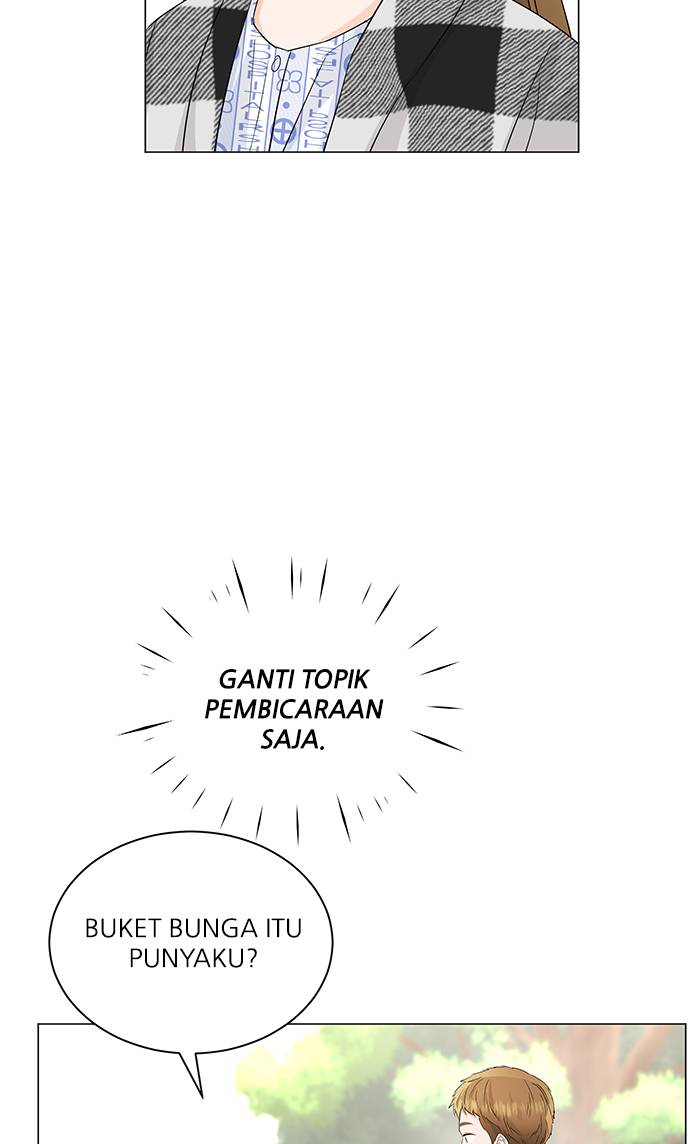 GANTI TOPIK
PEMBICARAAN
SAJA.
BUKET BUNGA ITU
PUNYAKU?